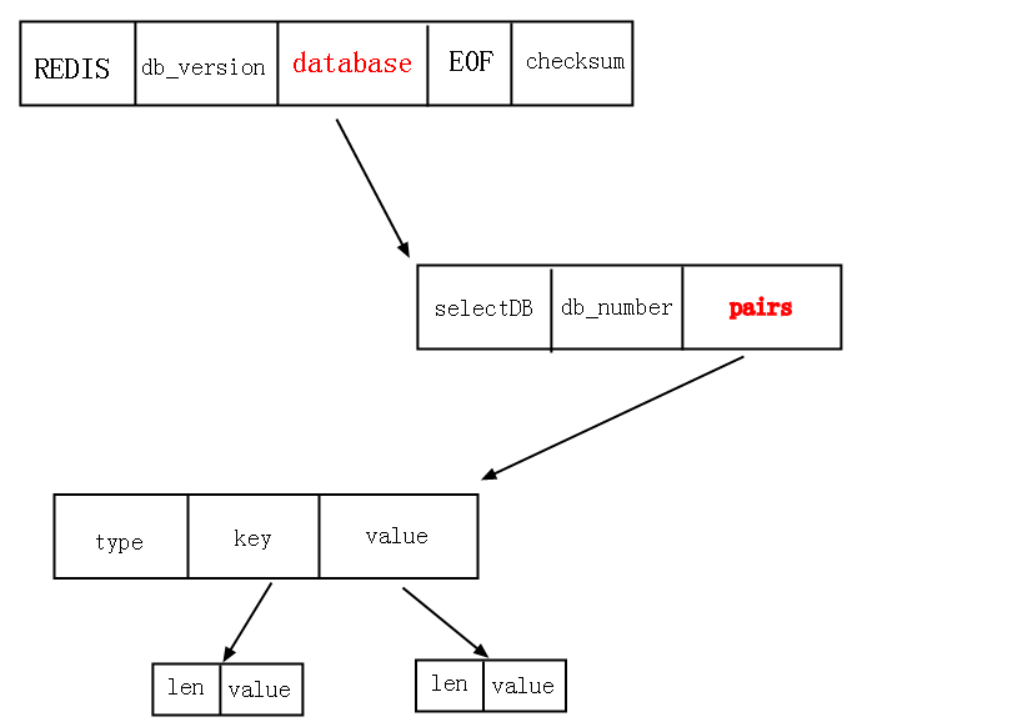 REDIS db_version database EOF checksum
selectDB db_number pairs
type key value
len value len value